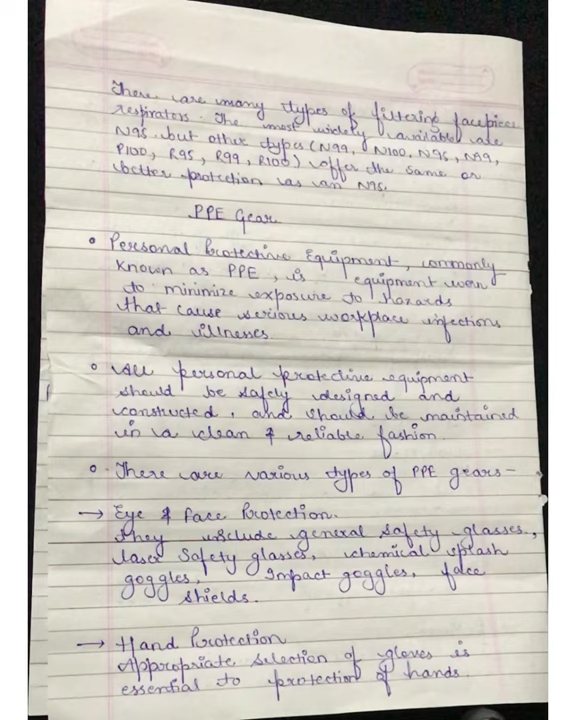 There are many types of filtering facepiece
respirators. The most widely available are
N95 but other types (N99, N100, N95, N99,
P100, R95, R99, R100) offer the same or
better protection as an N95.
PPE Gear
• Personal Protective Equipment, commonly
known as PPE, is equipment worn
to minimize exposure to hazards
that cause serious workplace infections
and illnesses
• All personal protective equipment
should be safely designed and
constructed, and should be maintained
in a clean & reliable fashion.
• There are various types of PPE gears-
→ Eye & Face Protection.
They include general safety glasses,
laser safety glasses, chemical splash
goggles, Impact goggles, face
shields.
→ Hand Protection
Appropriate selection of gloves is
essential to protection of hands.